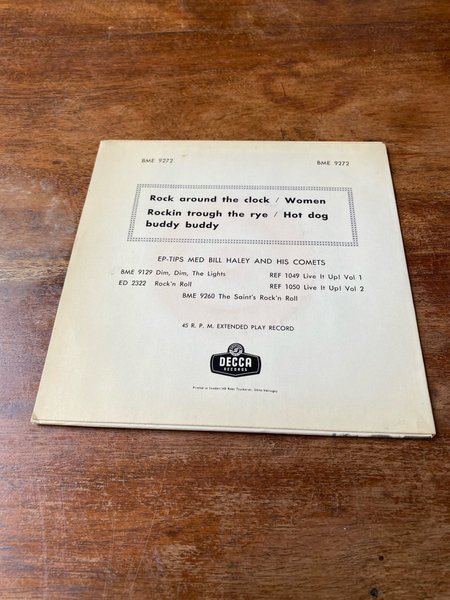 BME 9272 BME 9272
Rock around the clock / Women
Rockin trough the rye / Hot dog
buddy buddy
EP-TIPS MED BILL HALEY AND HIS COMETS
BME 9129 Dim, Dim, The Lights REF 1049 Live It Up! Vol 1
ED 2322 Rock'n Roll REF 1050 Live It Up! Vol 2
BME 9260 The Saint's Rock'n Roll
45 R. P. M. EXTENDED PLAY RECORD
DECCA
RECORDS
Printed in Sweden